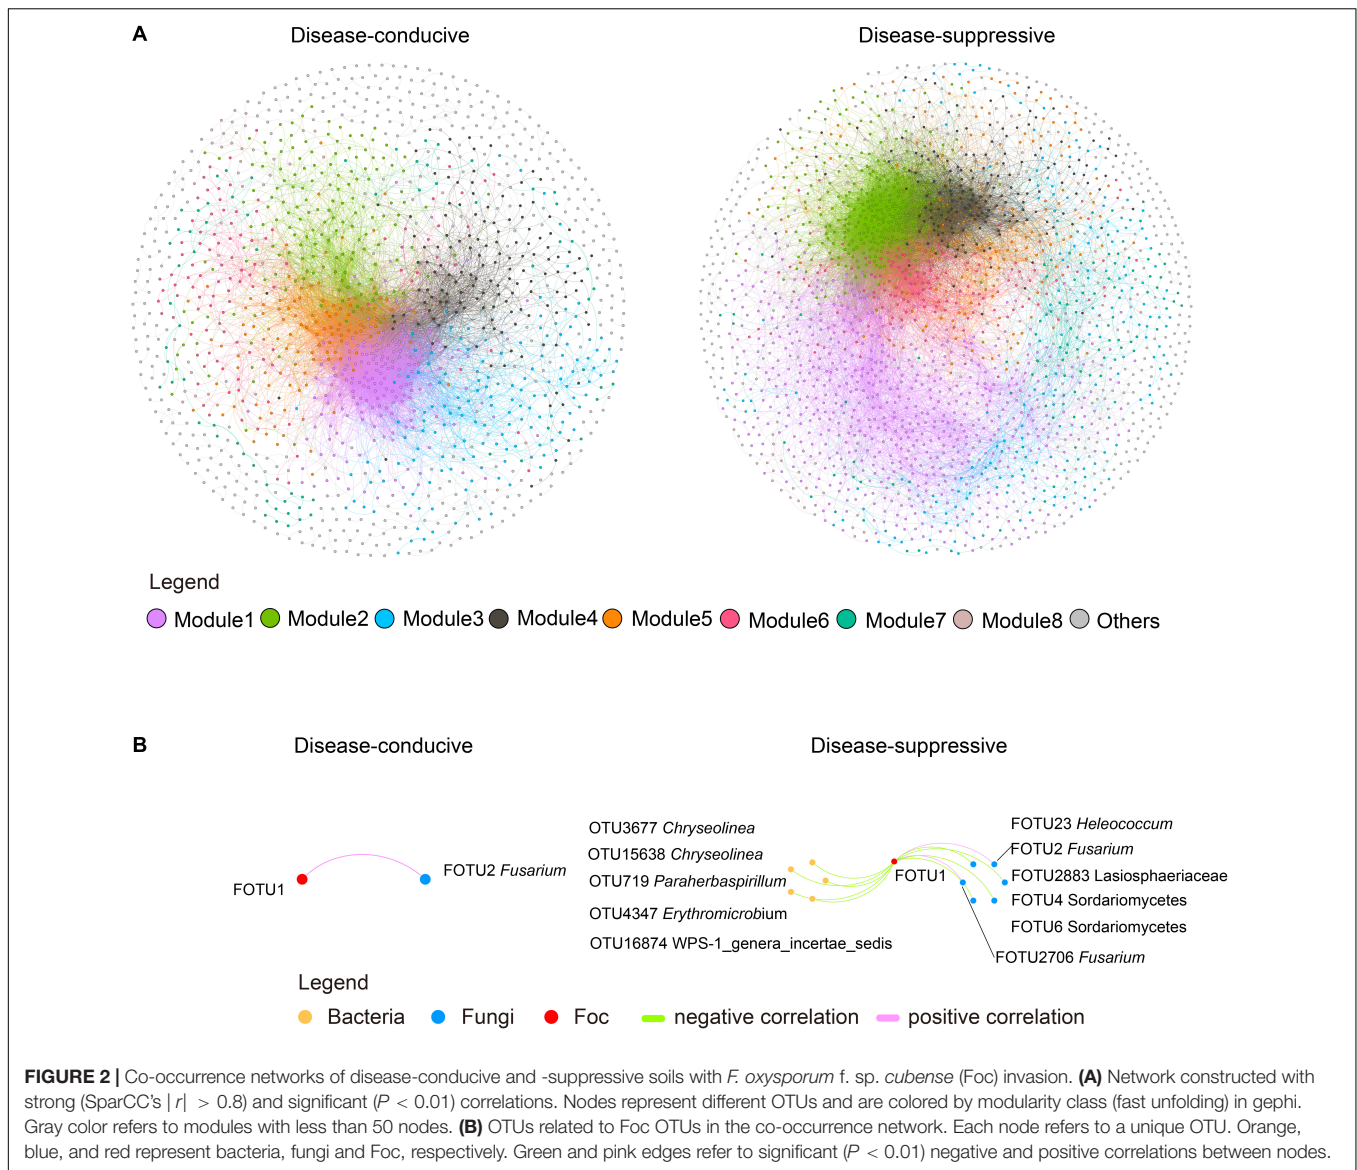 A
Disease-conducive
Disease-suppressive
Legend
Module1 Module2 Module3 Module4 Module5 Module6 Module7 Module8 Others
B
Disease-conducive
Disease-suppressive
FOTU1
FOTU2 Fusarium
OTU3677 Chryseolinea
OTU15638 Chryseolinea
OTU719 Paraherbaspirillum
OTU4347 Erythromicrobium
OTU16874 WPS-1_genera_incertae_sedis
FOTU1
FOTU23 Heleococcum
FOTU2 Fusarium
FOTU2883 Lasiosphaeriaceae
FOTU4 Sordariomycetes
FOTU6 Sordariomycetes
FOTU2706 Fusarium
Legend
Bacteria Fungi Foc negative correlation positive correlation
FIGURE 2 | Co-occurrence networks of disease-conducive and -suppressive soils with F. oxysporum f. sp. cubense (Foc) invasion. (A) Network constructed with
strong (SparCC's | r| > 0.8) and significant (P < 0.01) correlations. Nodes represent different OTUs and are colored by modularity class (fast unfolding) in gephi.
Gray color refers to modules with less than 50 nodes. (B) OTUs related to Foc OTUs in the co-occurrence network. Each node refers to a unique OTU. Orange,
blue, and red represent bacteria, fungi and Foc, respectively. Green and pink edges refer to significant (P < 0.01) negative and positive correlations between nodes.